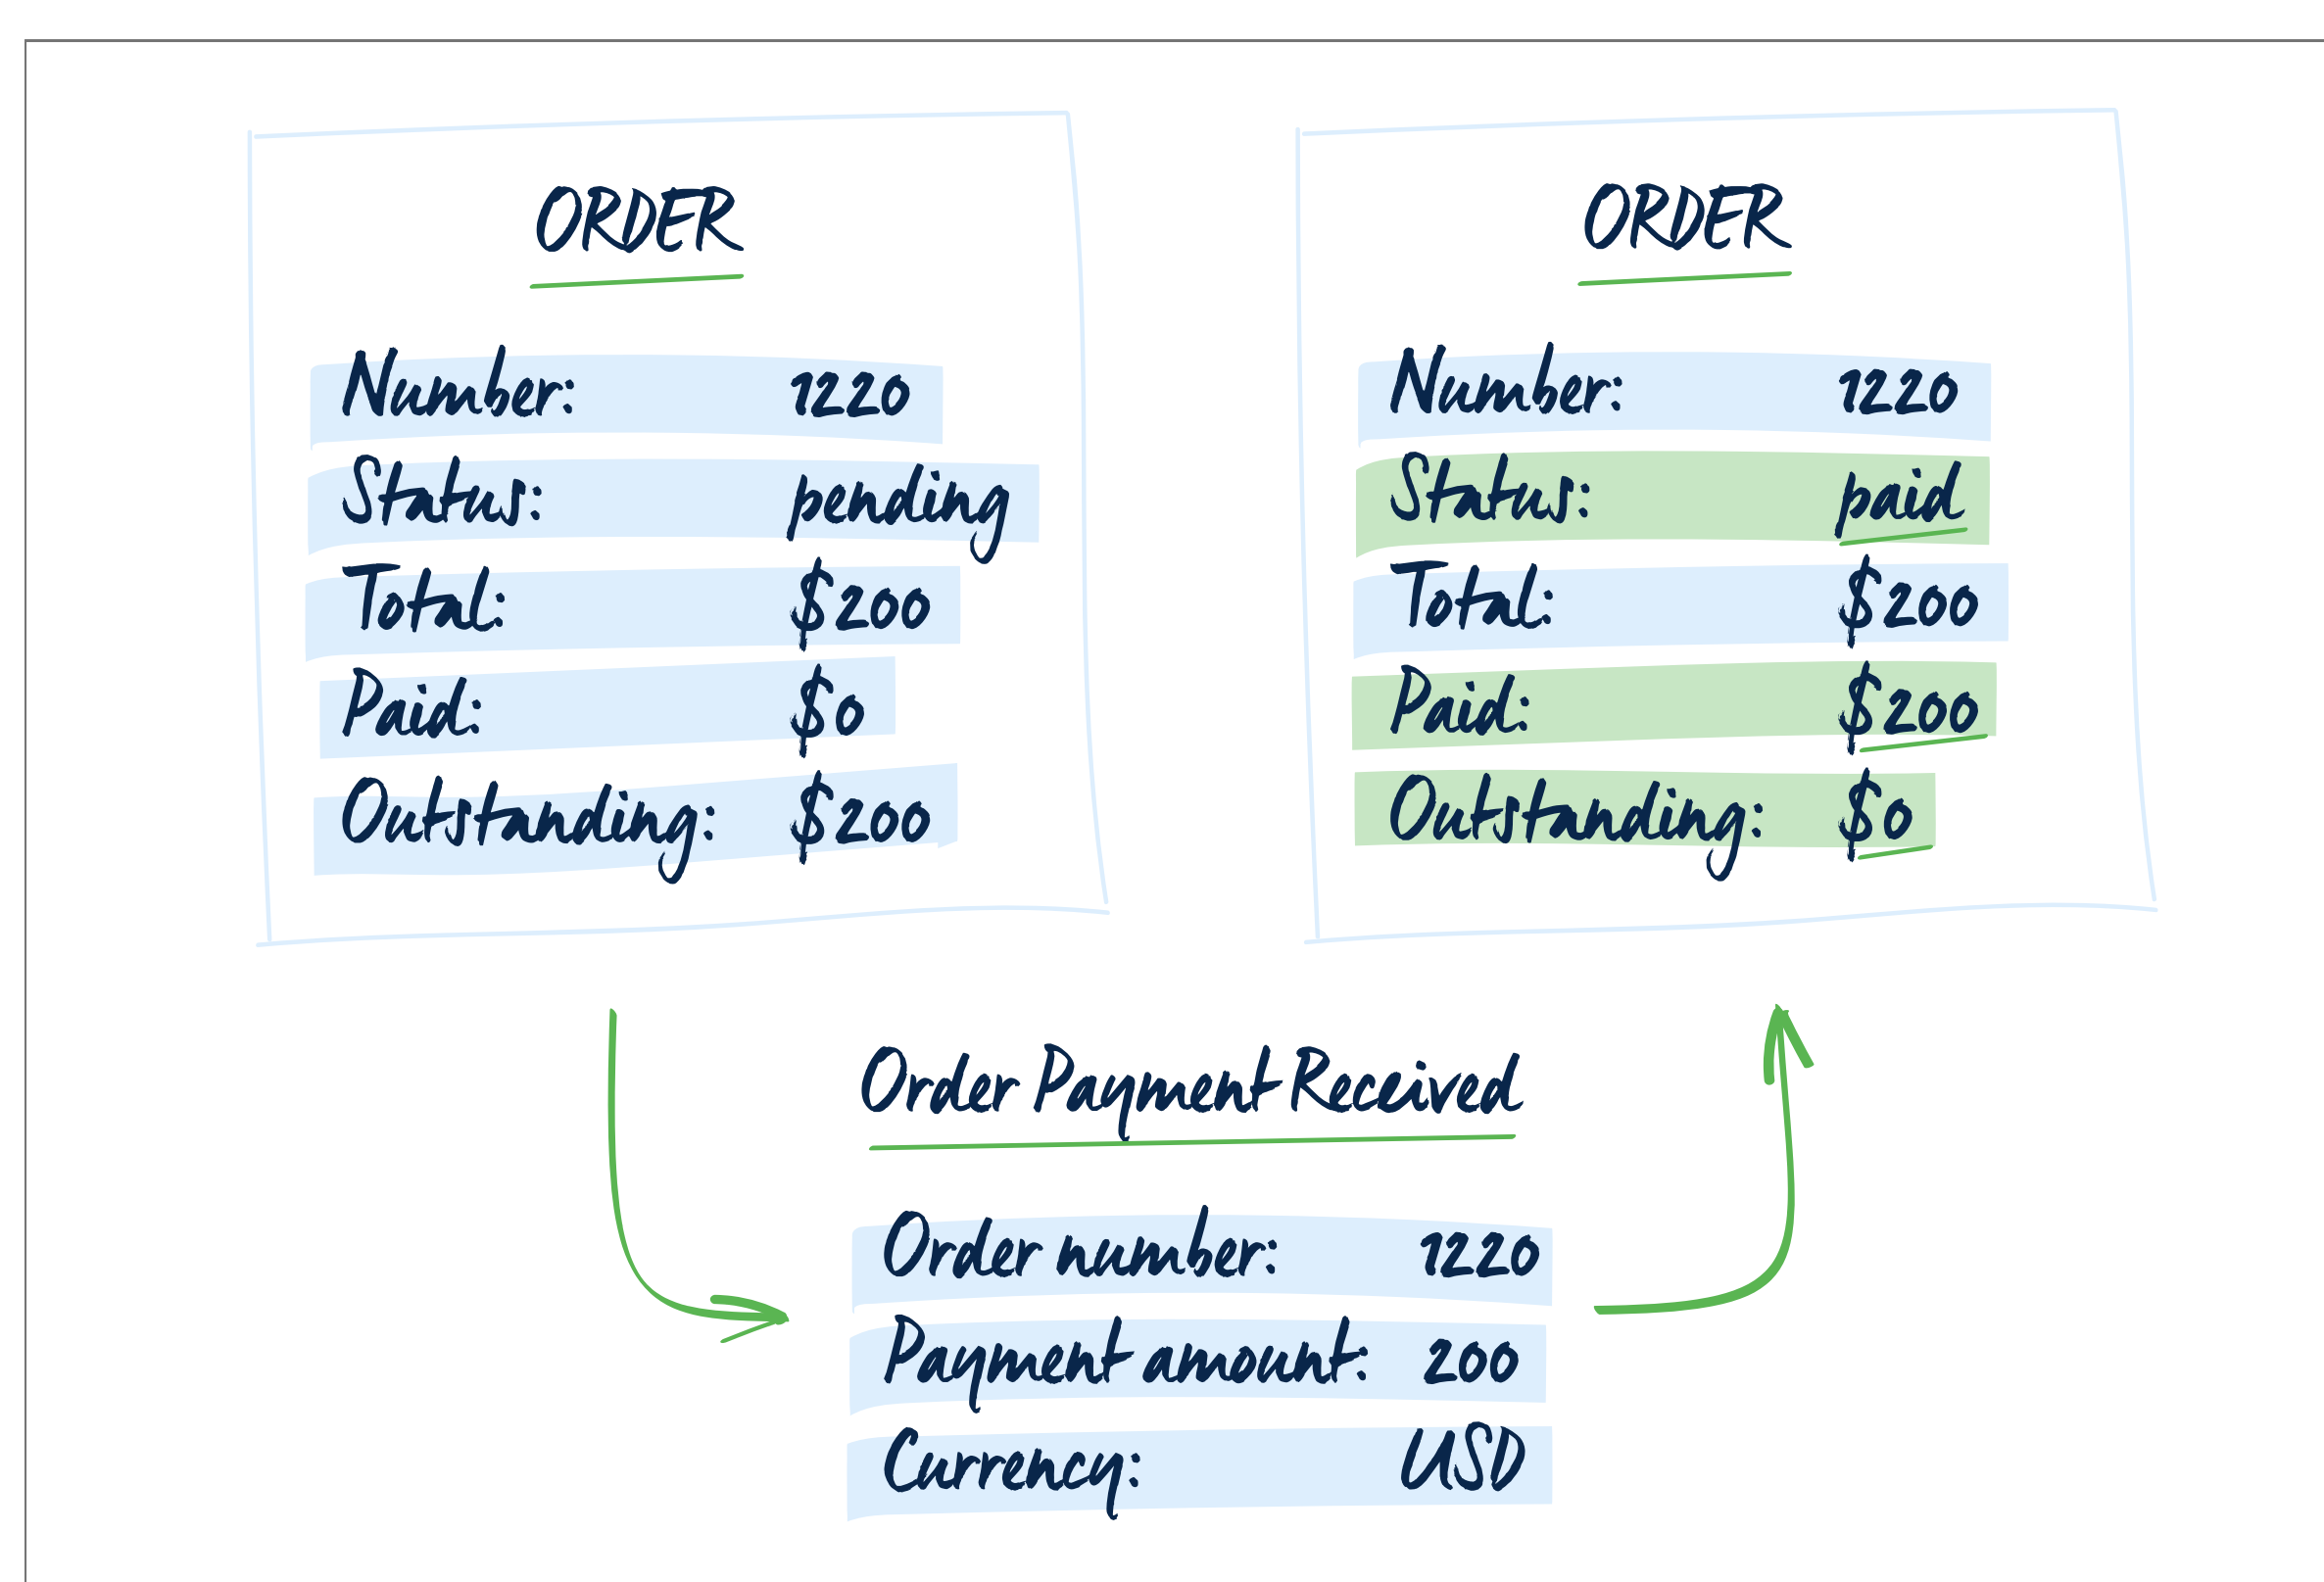 ORDER
Number: 1220
Status: pending
Total: $200
Paid: $0
Outstanding: $200
ORDER
Number: 1220
Status: paid
Total: $200
Paid: $200
Outstanding: $0
Order Payment Received
Order number: 1220
Payment amount: 200
Currency: USD